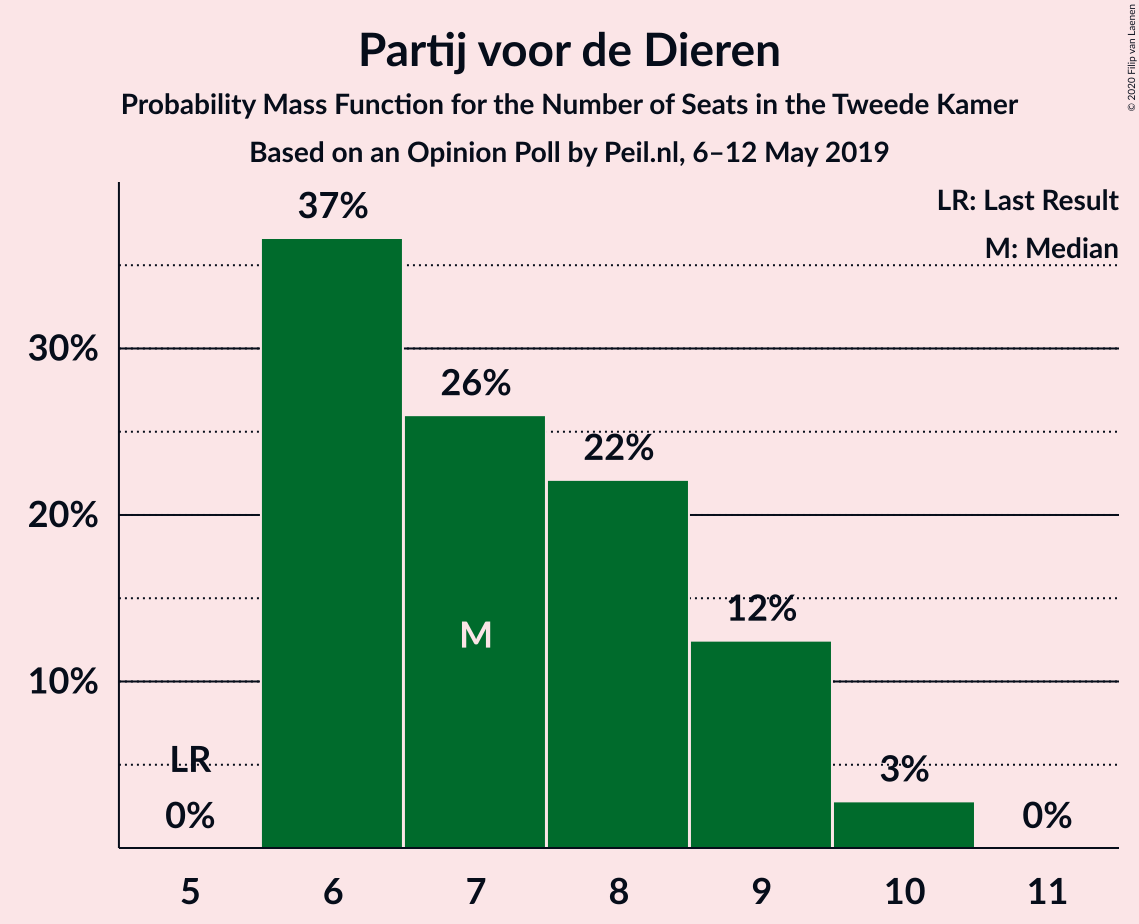 Partij voor de Dieren
Probability Mass Function for the Number of Seats in the Tweede Kamer
Based on an Opinion Poll by Peil.nl, 6–12 May 2019
© 2020 Filip van Laenen
LR: Last Result
M: Median
37%
30%
26%
22%
20%
12%
M
10%
LR
3%
0%
0%
5 6 7 8 9 10 11